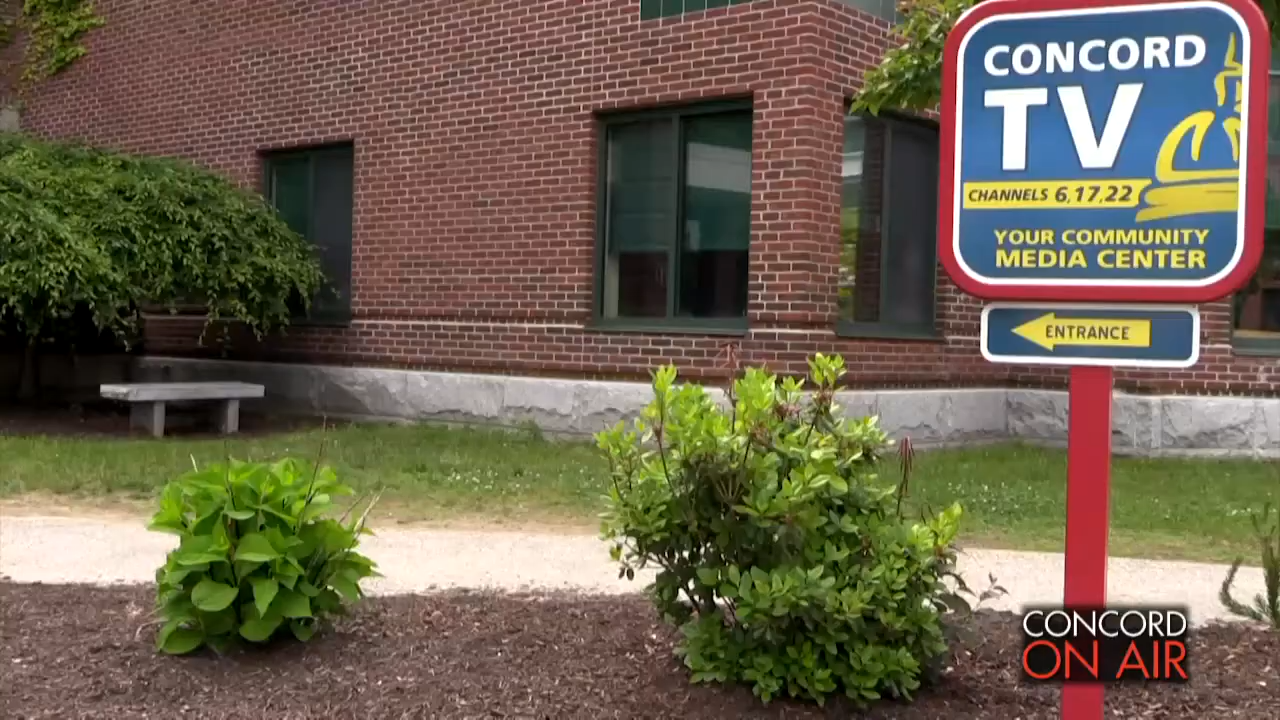 CONCORD
TV
CHANNELS 6,17,22
YOUR COMMUNITY
MEDIA CENTER
ENTRANCE
CONCORD
ON AIR